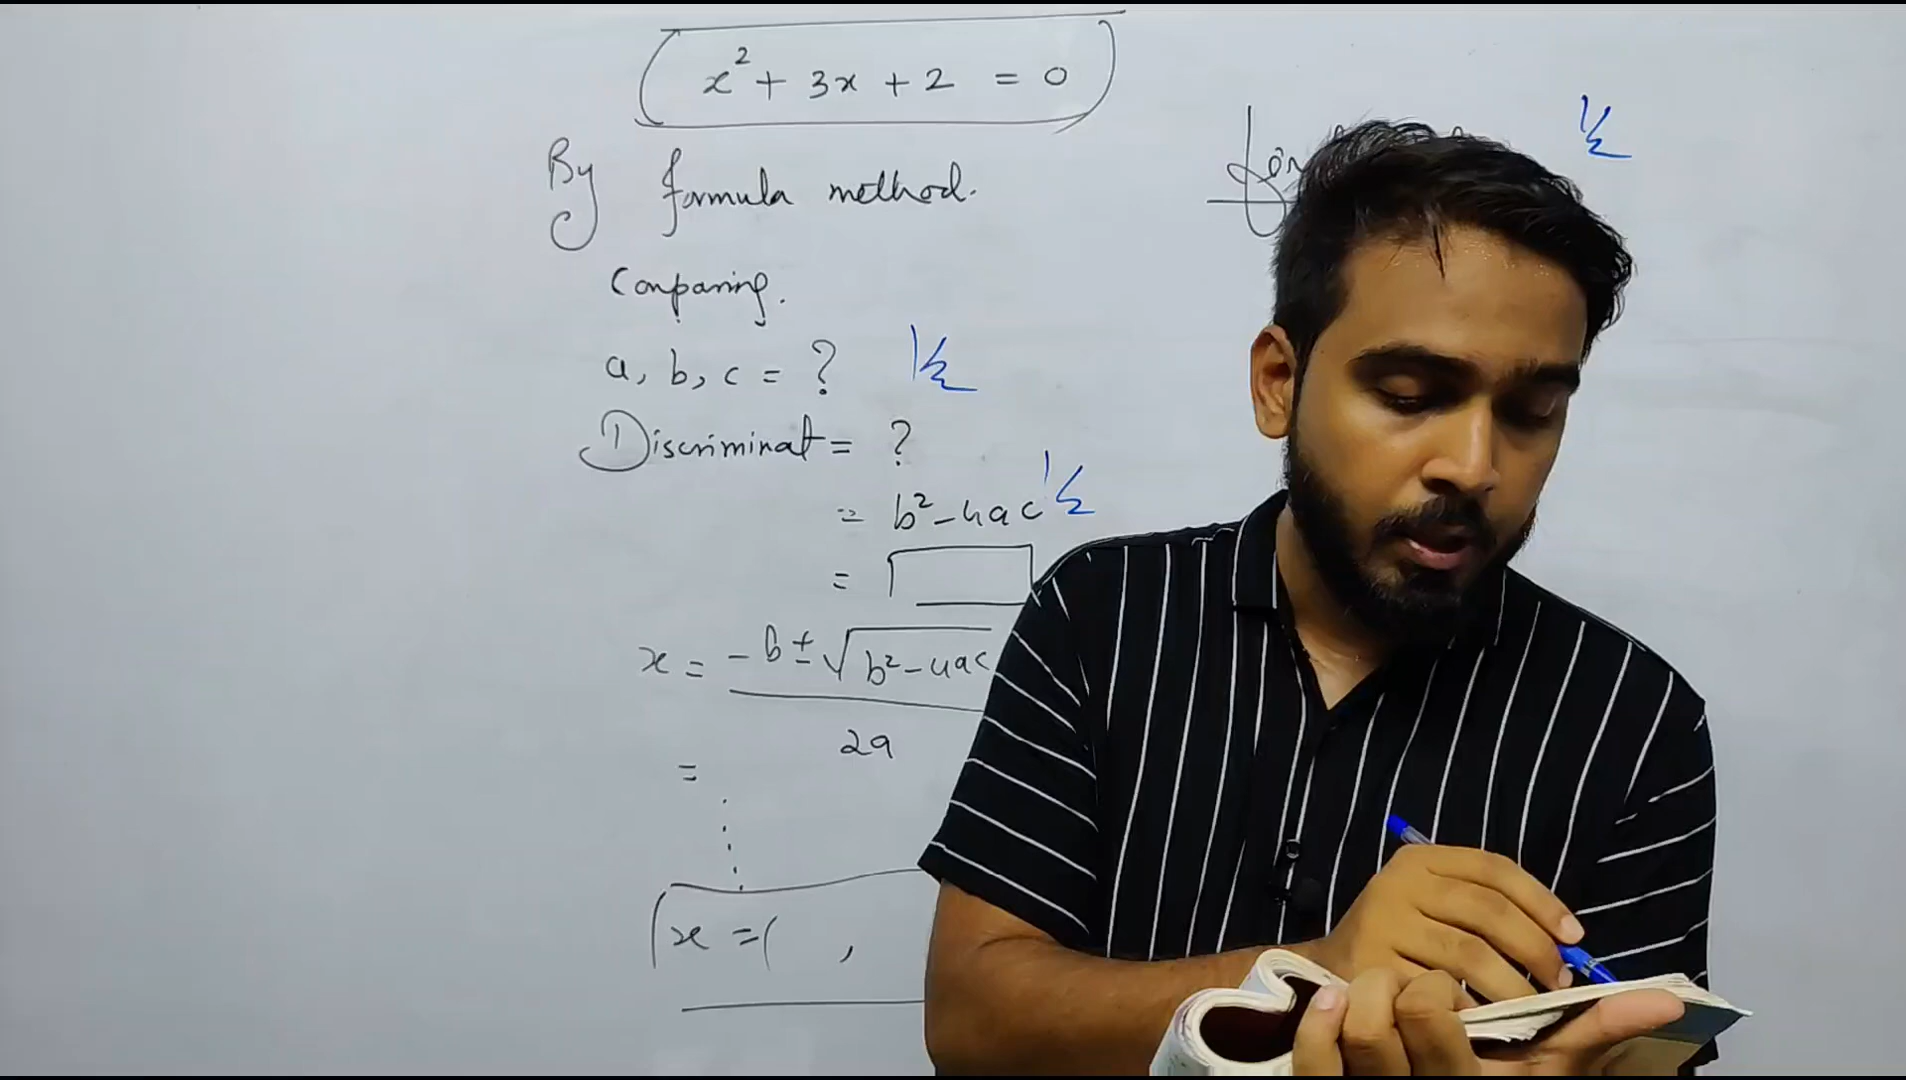 x² + 3x + 2 = 0
By formula method.
Comparing.
a, b, c = ? 1/2
Discriminat = ?
= b² - 4ac 1/2
=
x = -b ± √b² - 4ac
2a
=
x = ( ,
1/2